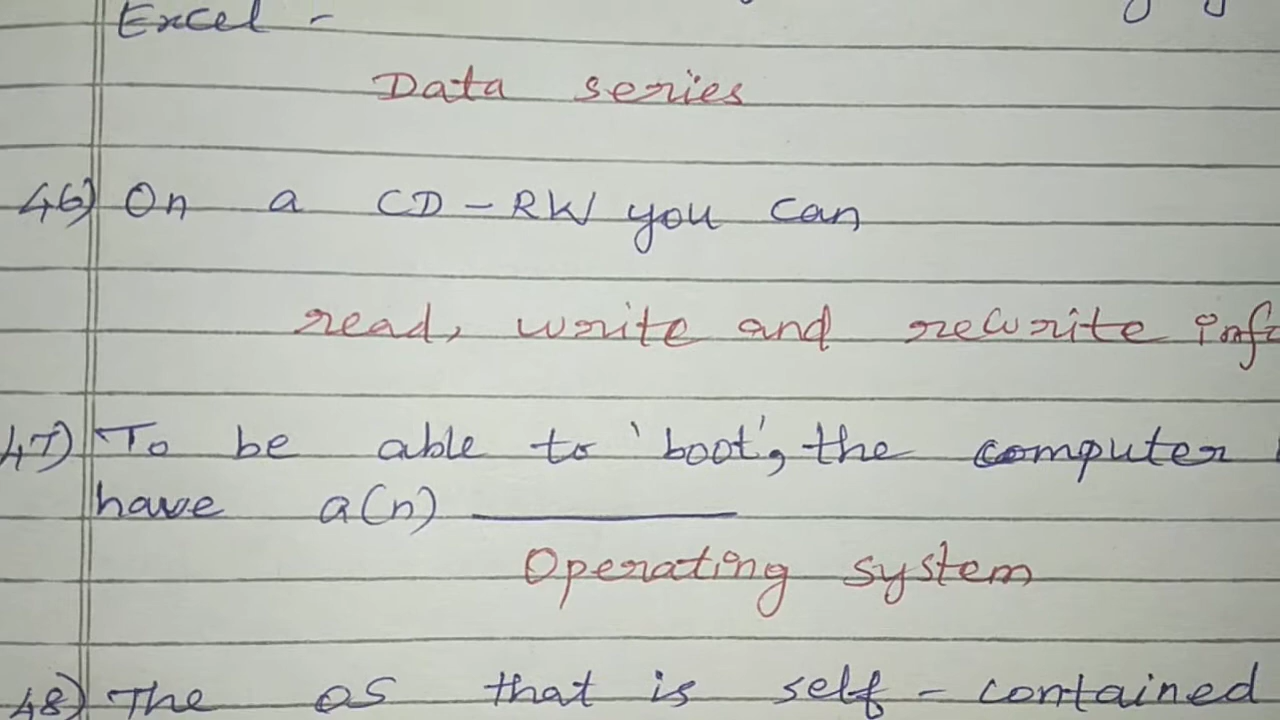 Excel -
Data series
46) On a CD-RW you can
read, write and rewrite
47) To be able to 'boot', the computer
have a(n) ______
Operating system
48) The OS that is self-contained